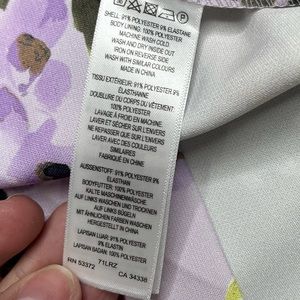 SHELL: 91% POLYESTER 9% ELASTANE
BODY LINING: 100% POLYESTER
MACHINE WASH COLD
WASH AND DRY INSIDE OUT
IRON ON REVERSE SIDE
WASH WITH SIMILAR COLOURS
MADE IN CHINA
TISSU EXTÉRIEUR: 91% POLYESTER 9%
ÉLASTHANNE
DOUBLURE DU CORPS DU VÊTEMENT:
100% POLYESTER
LAVAGE À FROID EN MACHINE.
LAVER ET SÉCHER SUR L'ENVERS
REPASSER SUR L'ENVERS
LAVER AVEC DES COULEURS
SIMILAIRES
FABRIQUÉ EN CHINE
AUSSENSTOFF: 91% POLYESTER 9%
ELASTHAN
BODYFUTTER: 100% POLYESTER
KALTE MASCHINENWÄSCHE
AUF LINKS WASCHEN UND TROCKNEN
AUF LINKS BÜGELN
MIT ÄHNLICHEN FARBEN WASCHEN
HERGESTELLT IN CHINA
LAPISAN LUAR: 91% POLYESTER 9%
ELASTAN
LAPISAN BADAN: 100% POLYESTER
71LRZ
RN 53372 CA 34338